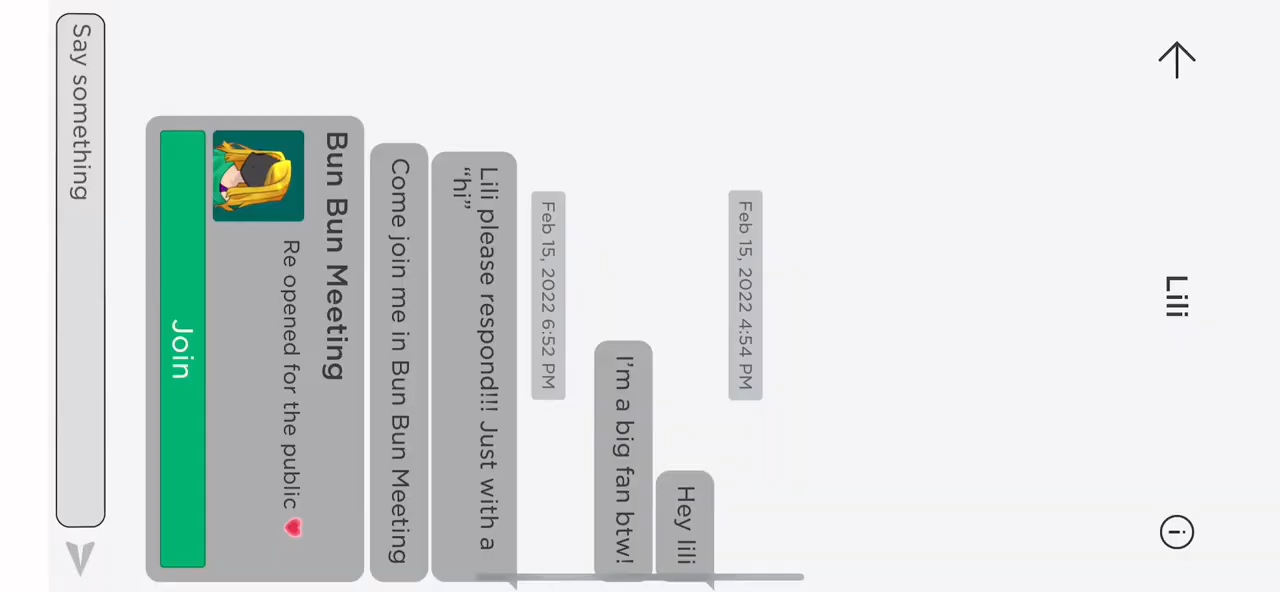 Lili
Feb 15, 2022 4:54 PM
Hey lili
I'm a big fan btw!
Feb 15, 2022 6:52 PM
Lili please respond!!! Just with a
“hi”
Come join me in Bun Bun Meeting
Bun Bun Meeting
Re opened for the public
Join
Say something